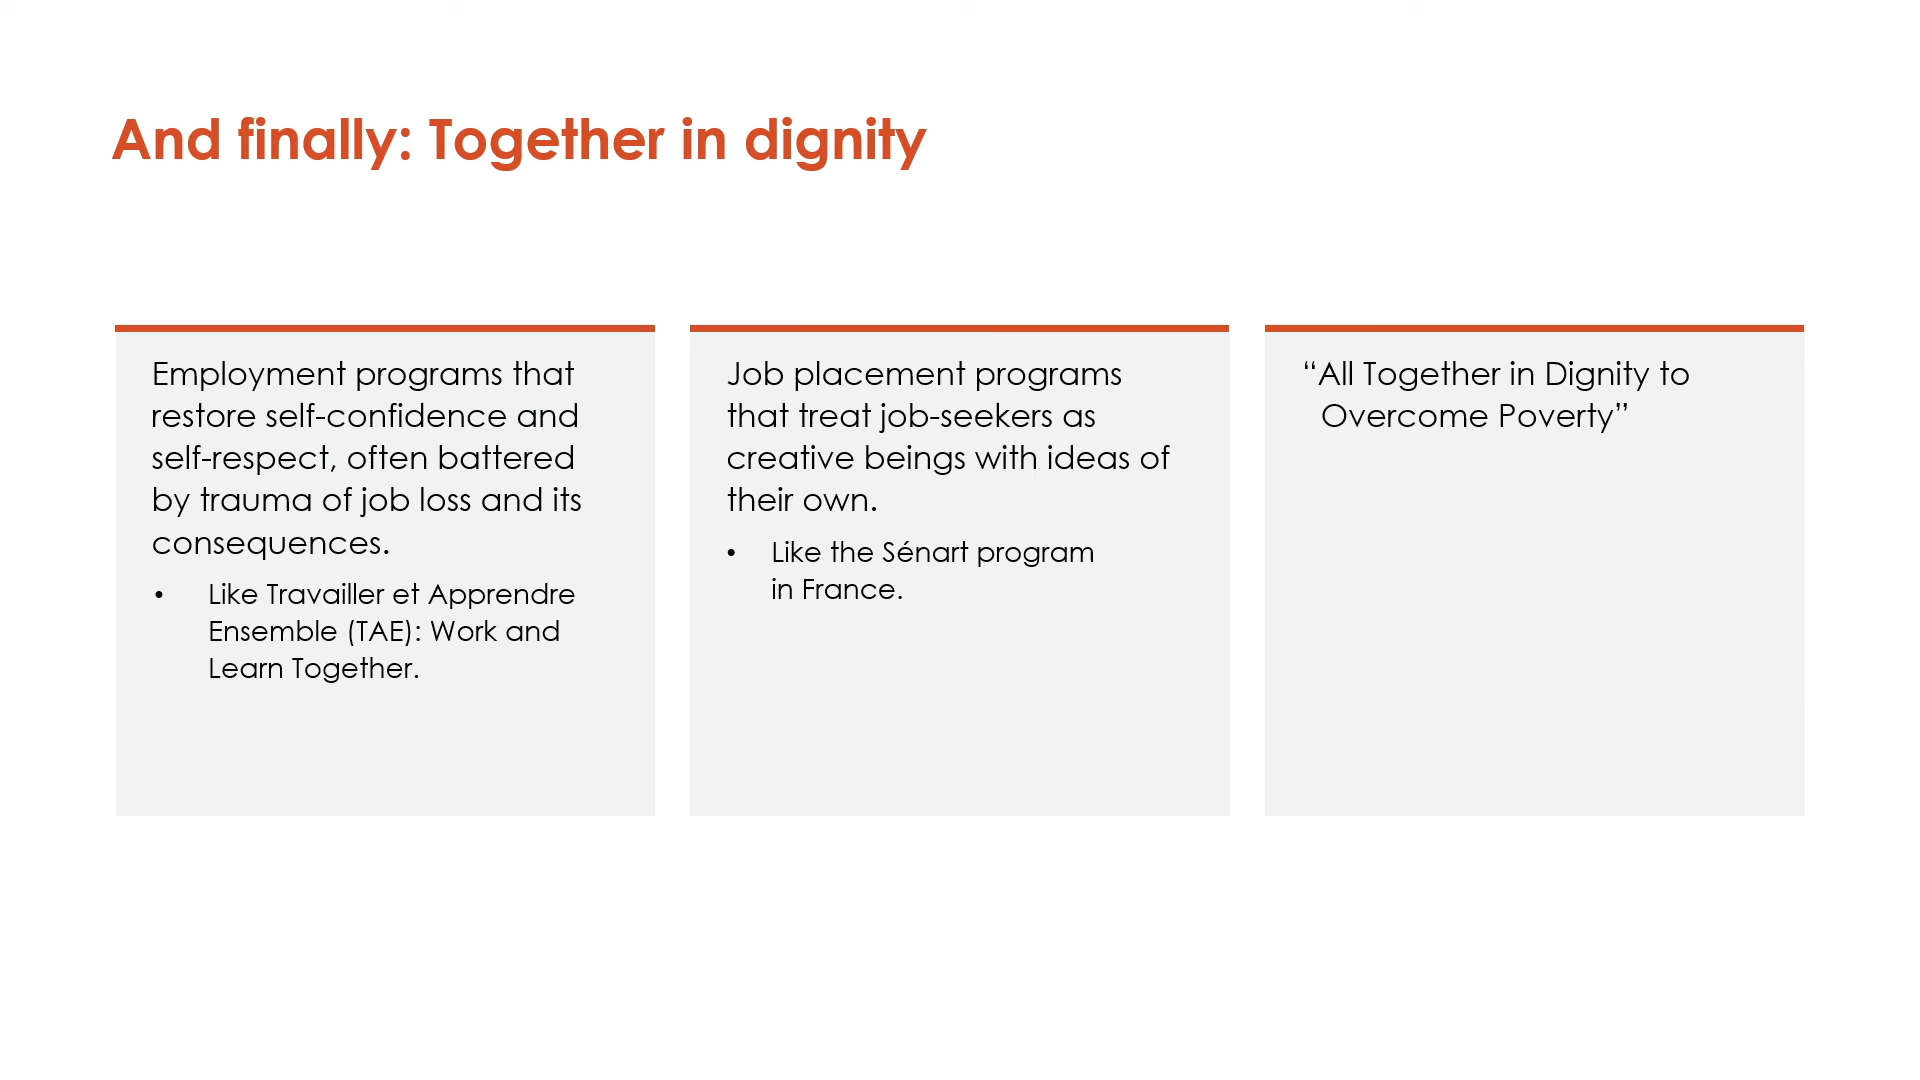 And finally: Together in dignity
Employment programs that
restore self-confidence and
self-respect, often battered
by trauma of job loss and its
consequences.
• Like Travailler et Apprendre
Ensemble (TAE): Work and
Learn Together.
Job placement programs
that treat job-seekers as
creative beings with ideas of
their own.
• Like the Sénart program
in France.
“All Together in Dignity to
Overcome Poverty”